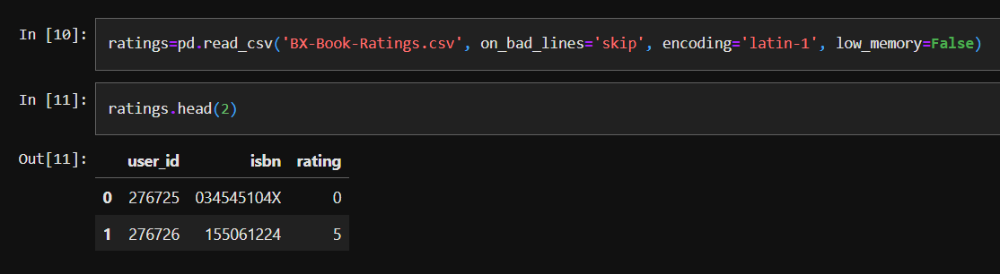 In [10]: ratings=pd.read_csv('BX-Book-Ratings.csv', on_bad_lines='skip', encoding='latin-1', low_memory=False)
In [11]: ratings.head(2)
Out[11]:
user_id isbn rating
0 276725 034545104X 0
1 276726 155061224 5